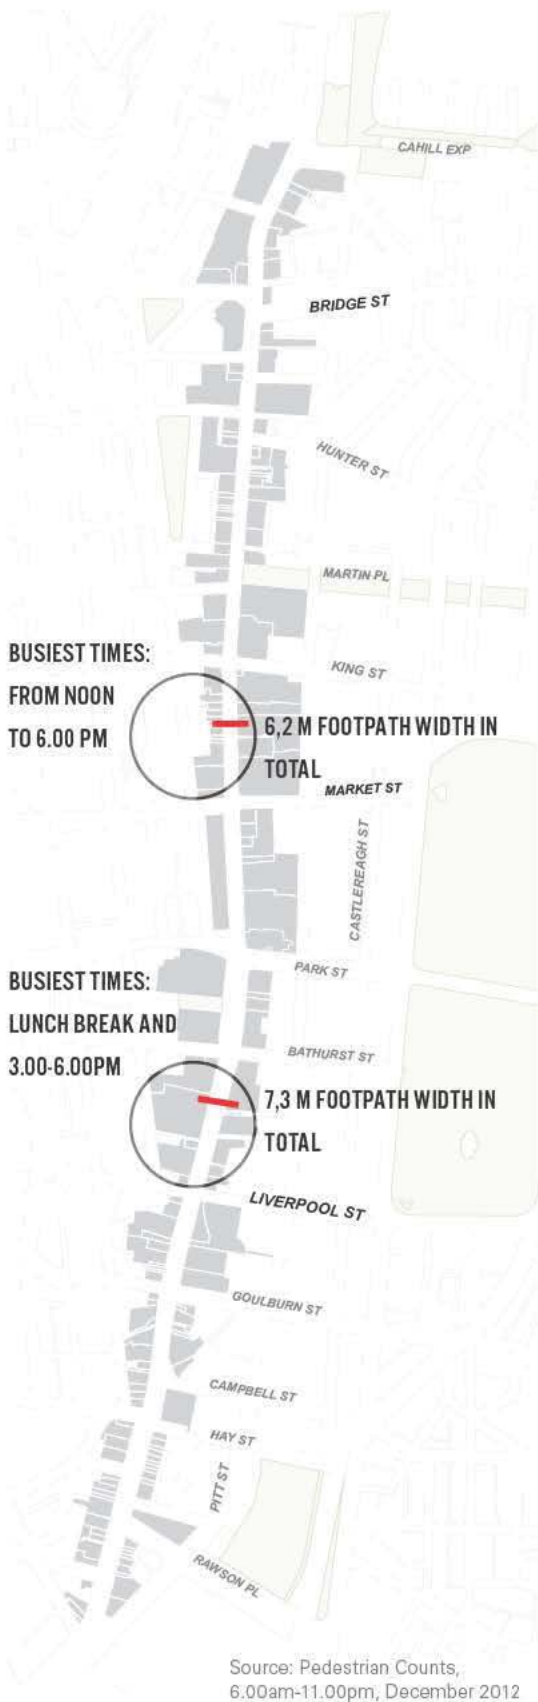 CAHILL EXP
BRIDGE ST
HUNTER ST
MARTIN PL
BUSIEST TIMES:
FROM NOON
TO 6.00 PM
KING ST
6,2 M FOOTPATH WIDTH IN
TOTAL
MARKET ST
CASTLEREAGH ST
PARK ST
BUSIEST TIMES:
LUNCH BREAK AND
3.00-6.00PM
BATHURST ST
7,3 M FOOTPATH WIDTH IN
TOTAL
LIVERPOOL ST
GOULBURN ST
CAMPBELL ST
HAY ST
PITT ST
RAWSON PL
Source: Pedestrian Counts,
6.00am-11.00pm, December 2012